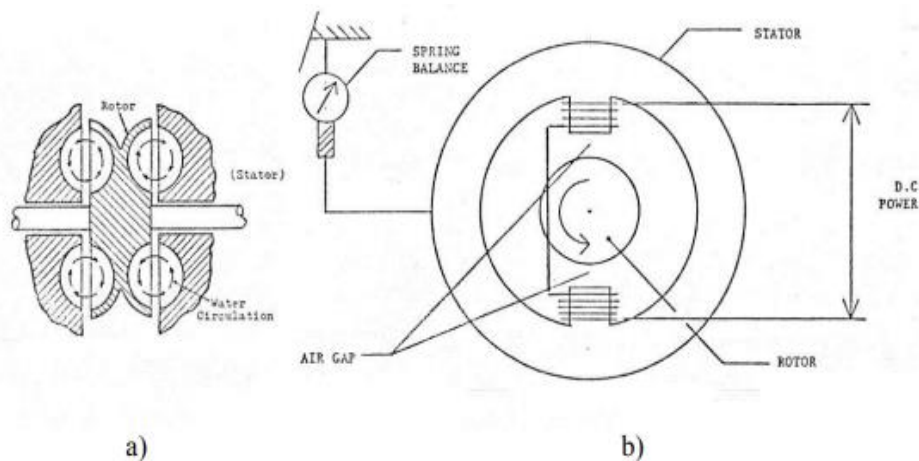 Rotor
(Stator)
Water
Circulation
SPRING
BALANCE
STATOR
D.C
POWER
AIR GAP
ROTOR
a)
b)